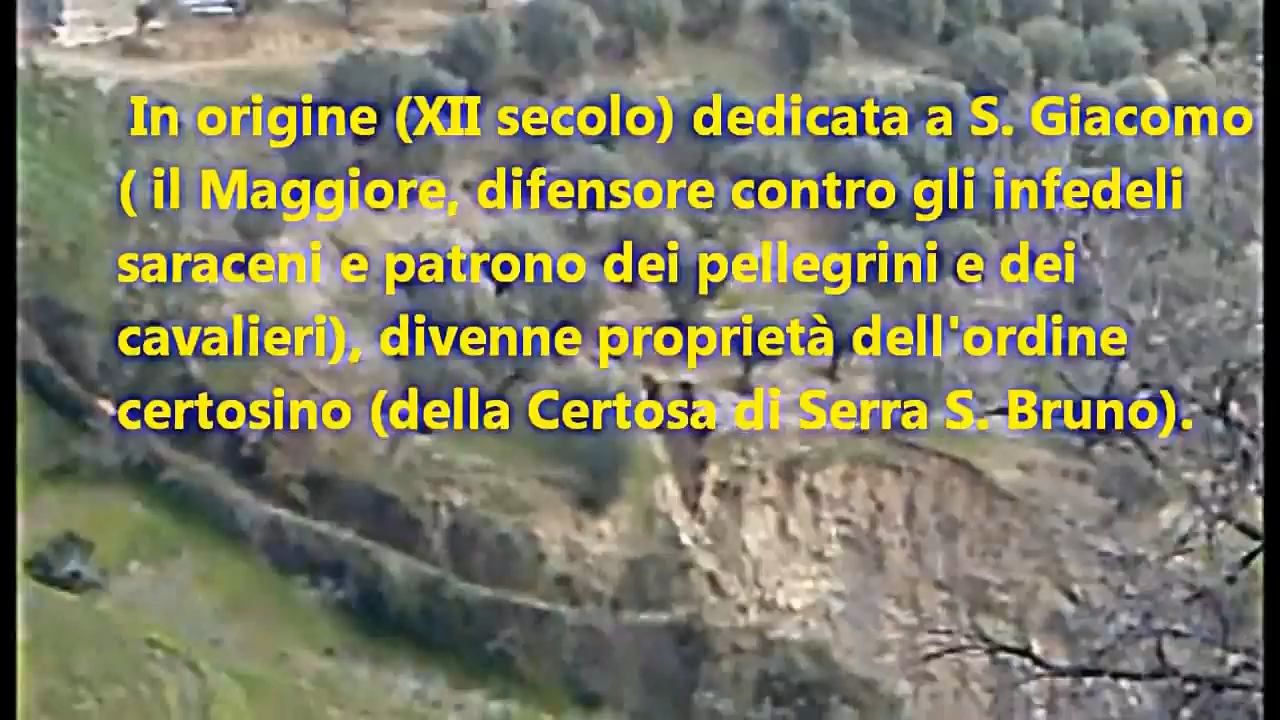 In origine (XII secolo) dedicata a S. Giacomo
( il Maggiore, difensore contro gli infedeli
saraceni e patrono dei pellegrini e dei
cavalieri), divenne proprietà dell'ordine
certosino (della Certosa di Serra S. Bruno).